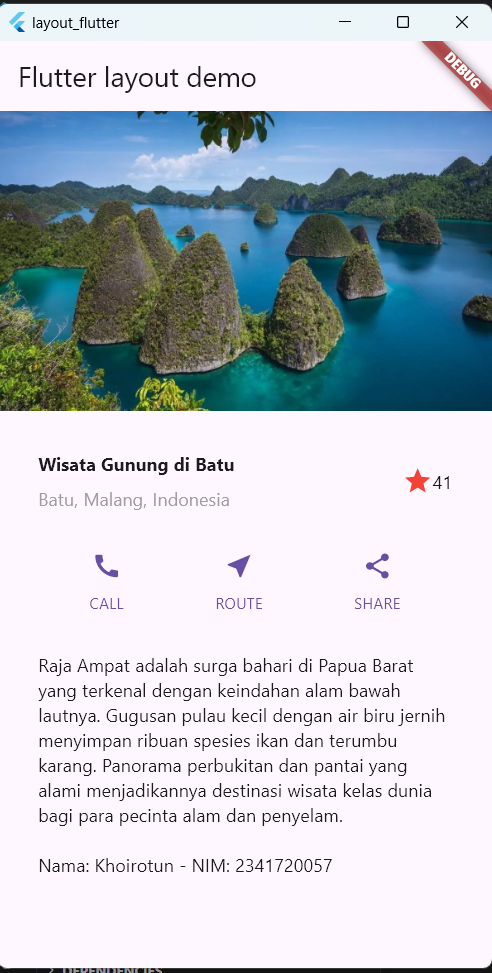 layout_flutter
DEBUG
Flutter layout demo
Wisata Gunung di Batu
Batu, Malang, Indonesia
41
CALL ROUTE SHARE
Raja Ampat adalah surga bahari di Papua Barat
yang terkenal dengan keindahan alam bawah
lautnya. Gugusan pulau kecil dengan air biru jernih
menyimpan ribuan spesies ikan dan terumbu
karang. Panorama perbukitan dan pantai yang
alami menjadikannya destinasi wisata kelas dunia
bagi para pecinta alam dan penyelam.
Nama: Khoirotun - NIM: 2341720057
DEPENDENCIES